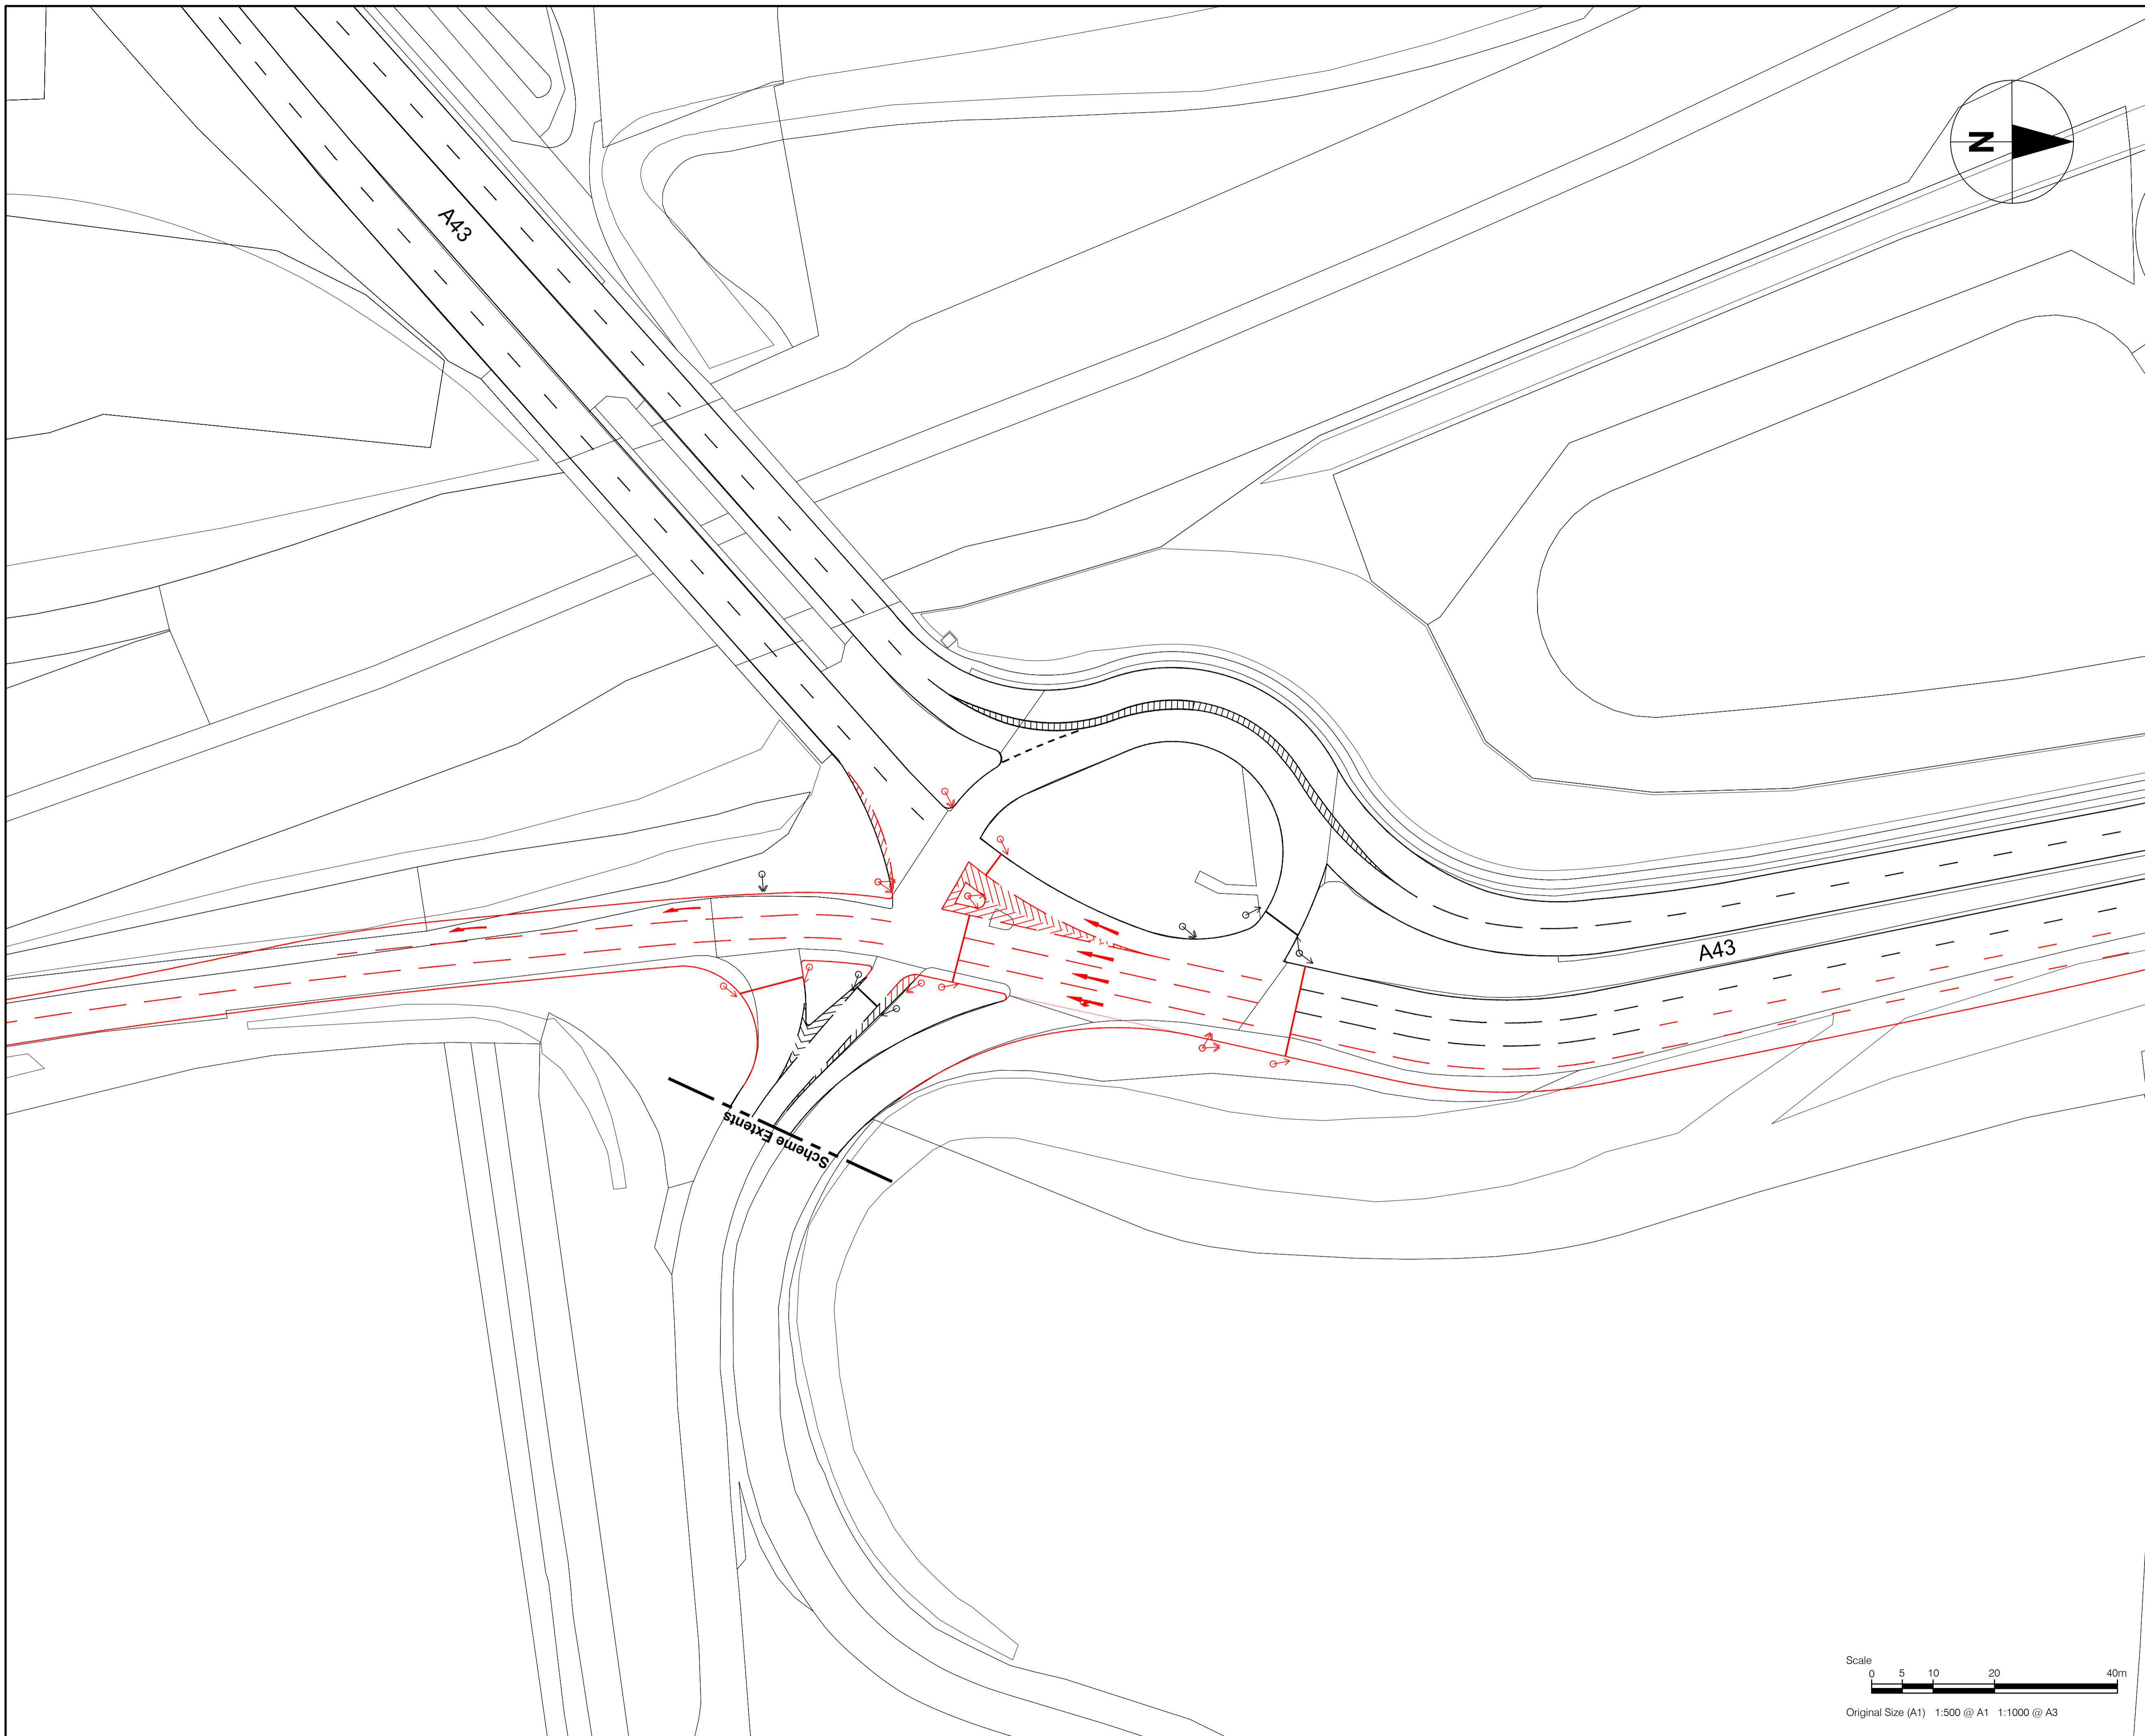 A43
N
A43
Scheme Extents
Scale
0 5 10 20 40m
Original Size (A1) 1:500 @ A1 1:1000 @ A3